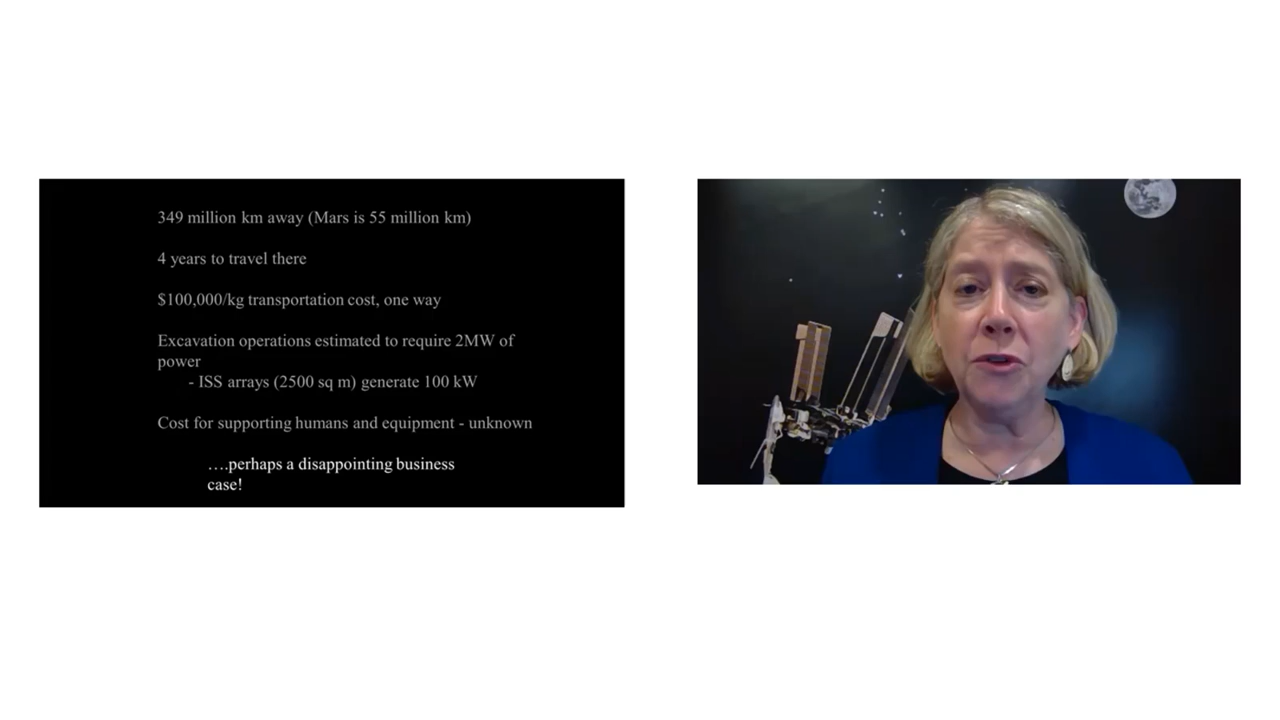 349 million km away (Mars is 55 million km)
4 years to travel there
$100,000/kg transportation cost, one way
Excavation operations estimated to require 2MW of
power
- ISS arrays (2500 sq m) generate 100 kW
Cost for supporting humans and equipment - unknown
….perhaps a disappointing business
case!